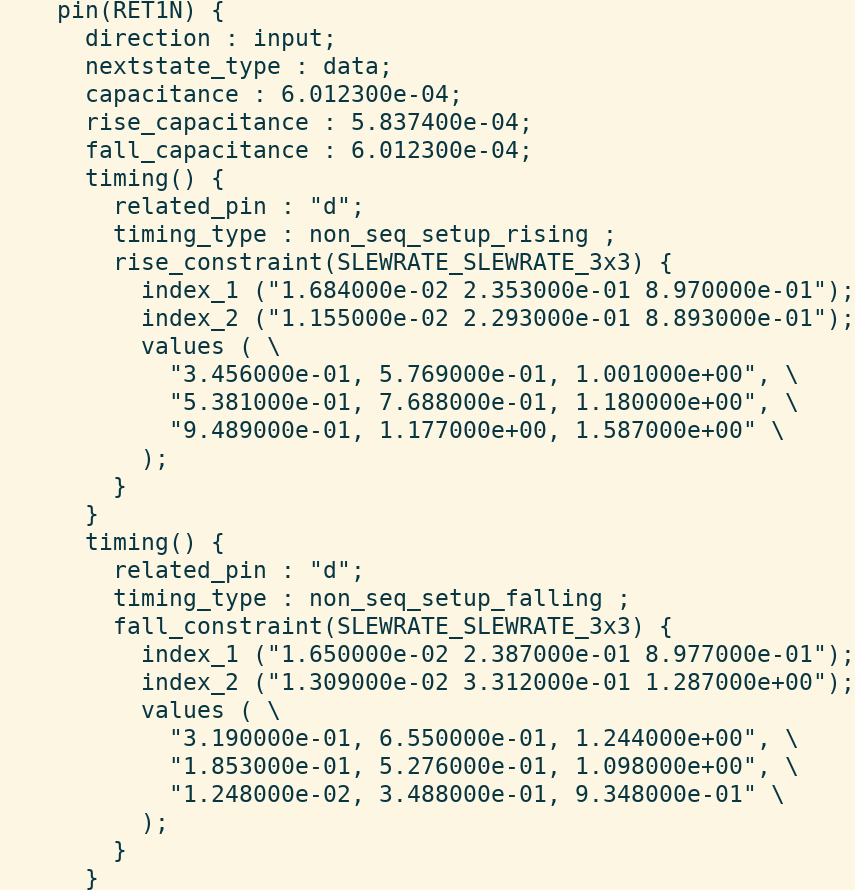 pin(RET1N) {
direction : input;
nextstate_type : data;
capacitance : 6.012300e-04;
rise_capacitance : 5.837400e-04;
fall_capacitance : 6.012300e-04;
timing() {
related_pin : "d";
timing_type : non_seq_setup_rising ;
rise_constraint(SLEWRATE_SLEWRATE_3x3) {
index_1 ("1.684000e-02 2.353000e-01 8.970000e-01");
index_2 ("1.155000e-02 2.293000e-01 8.893000e-01");
values ( \
"3.456000e-01, 5.769000e-01, 1.001000e+00", \
"5.381000e-01, 7.688000e-01, 1.180000e+00", \
"9.489000e-01, 1.177000e+00, 1.587000e+00" \
);
}
}
timing() {
related_pin : "d";
timing_type : non_seq_setup_falling ;
fall_constraint(SLEWRATE_SLEWRATE_3x3) {
index_1 ("1.650000e-02 2.387000e-01 8.977000e-01");
index_2 ("1.309000e-02 3.312000e-01 1.287000e+00");
values ( \
"3.190000e-01, 6.550000e-01, 1.244000e+00", \
"1.853000e-01, 5.276000e-01, 1.098000e+00", \
"1.248000e-02, 3.488000e-01, 9.348000e-01" \
);
}
}